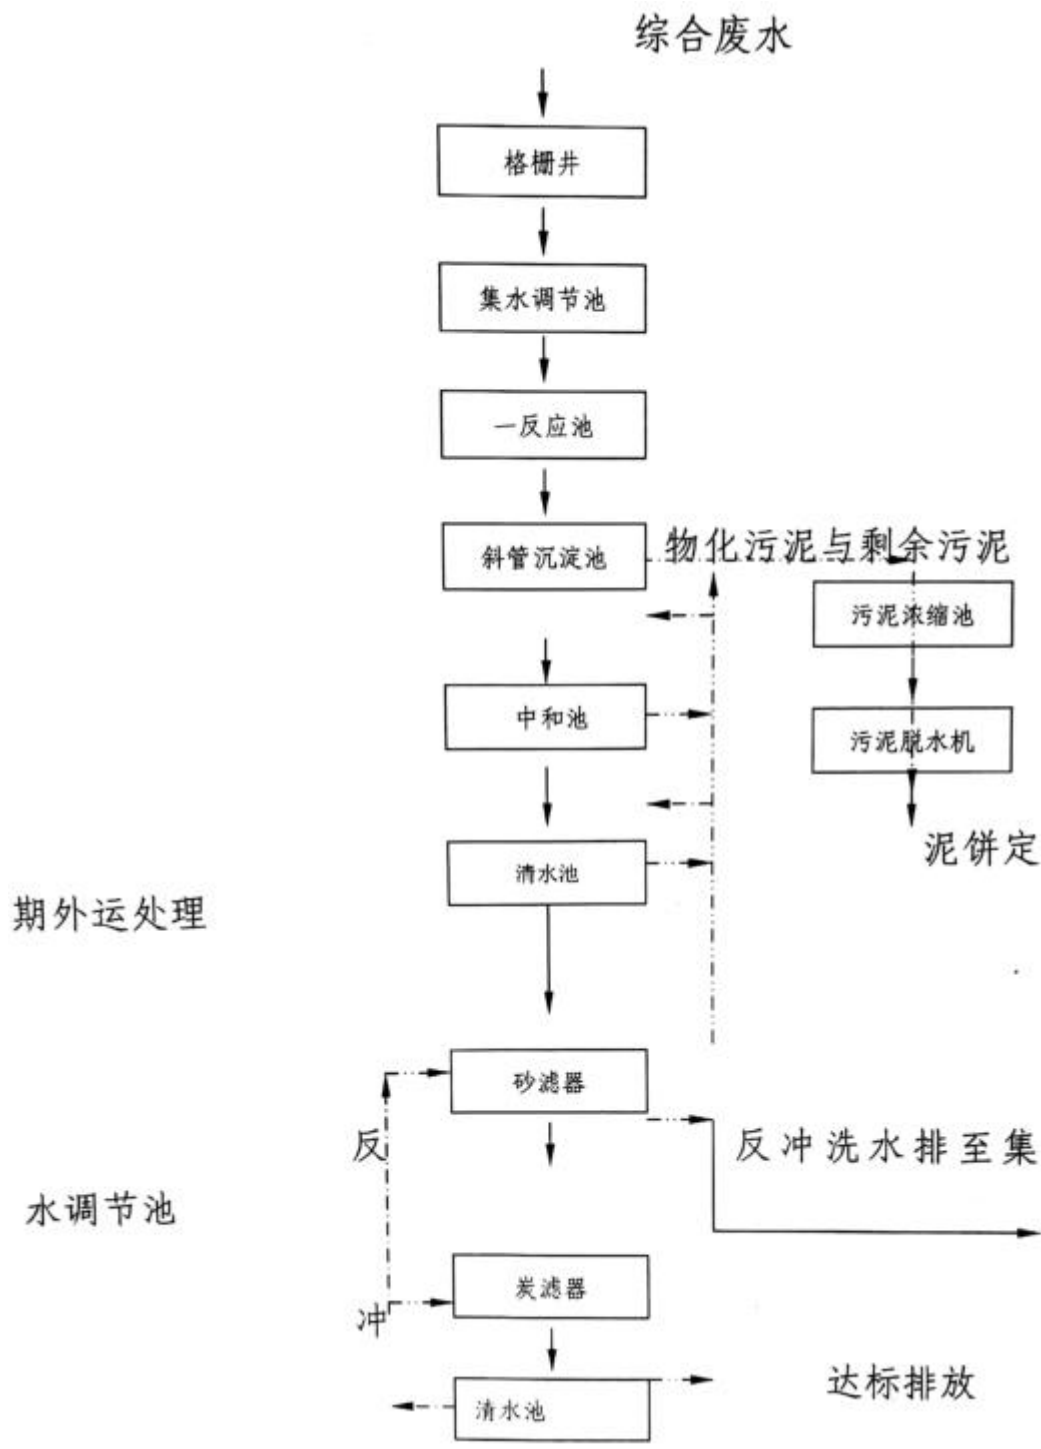 综合废水
格栅井
集水调节池
一反应池
斜管沉淀池
物化污泥与剩余污泥
污泥浓缩池
中和池
污泥脱水机
泥饼定
清水池
期外运处理
砂滤器
反
反冲洗水排至集
水调节池
炭滤器
冲
达标排放
清水池